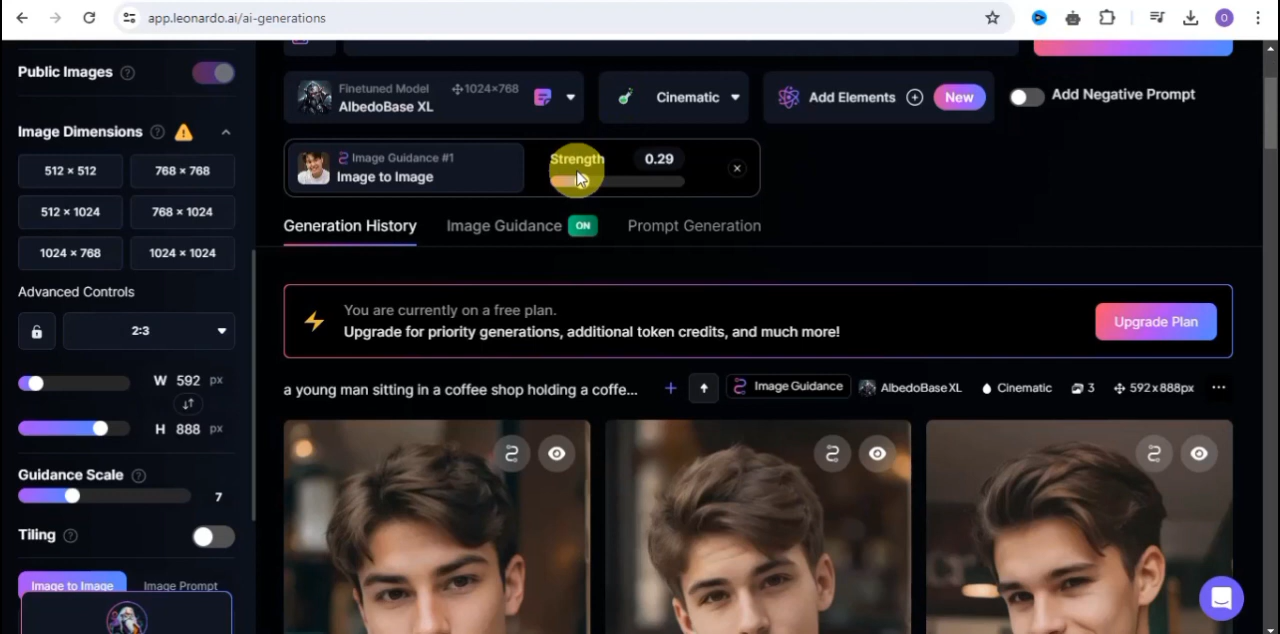 app.leonardo.ai/ai-generations
O
Public Images
Image Dimensions
512 × 512
768 × 768
512 × 1024
768 × 1024
1024 × 768
1024 × 1024
Advanced Controls
2:3
W 592 px
H 888 px
Guidance Scale
7
Tiling
Image to Image
Image Prompt
Finetuned Model
1024×768
AlbedoBase XL
Cinematic
Add Elements
New
Add Negative Prompt
Image Guidance #1
Image to Image
Strength
0.29
Generation History
Image Guidance
ON
Prompt Generation
You are currently on a free plan.
Upgrade for priority generations, additional token credits, and much more!
Upgrade Plan
a young man sitting in a coffee shop holding a coffe...
Image Guidance
AlbedoBase XL
Cinematic
3
592x888px